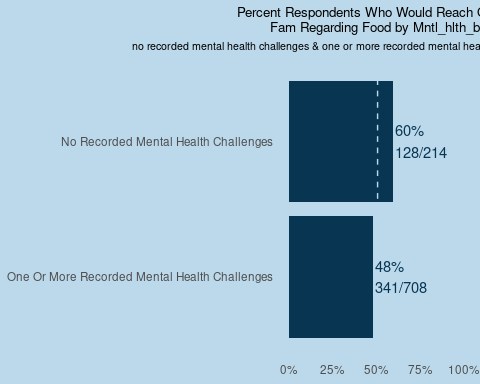 Percent Respondents Who Would Reach
Fam Regarding Food by Mntl_hlth_b
no recorded mental health challenges & one or more recorded mental hea
No Recorded Mental Health Challenges
60%
128/214
One Or More Recorded Mental Health Challenges
48%
341/708
0% 25% 50% 75% 100%